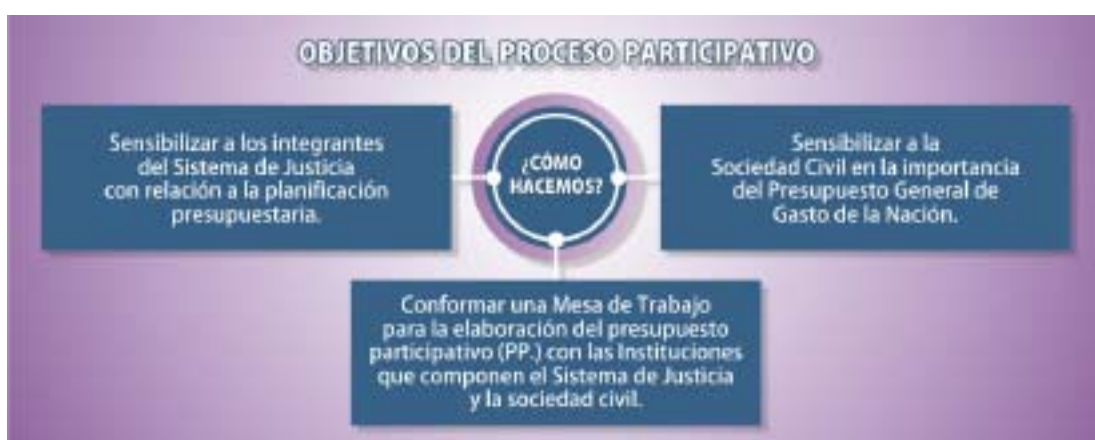 OBJETIVOS DEL PROCESO PARTICIPATIVO
Sensibilizar a los integrantes
del Sistema de Justicia
con relación a la planificación
presupuestaria.
¿CÓMO
HACEMOS?
Sensibilizar a la
Sociedad Civil en la importancia
del Presupuesto General de
Gasto de la Nación.
Conformar una Mesa de Trabajo
para la elaboración del presupuesto
participativo (PP.) con las Instituciones
que componen el Sistema de Justicia
y la sociedad civil.